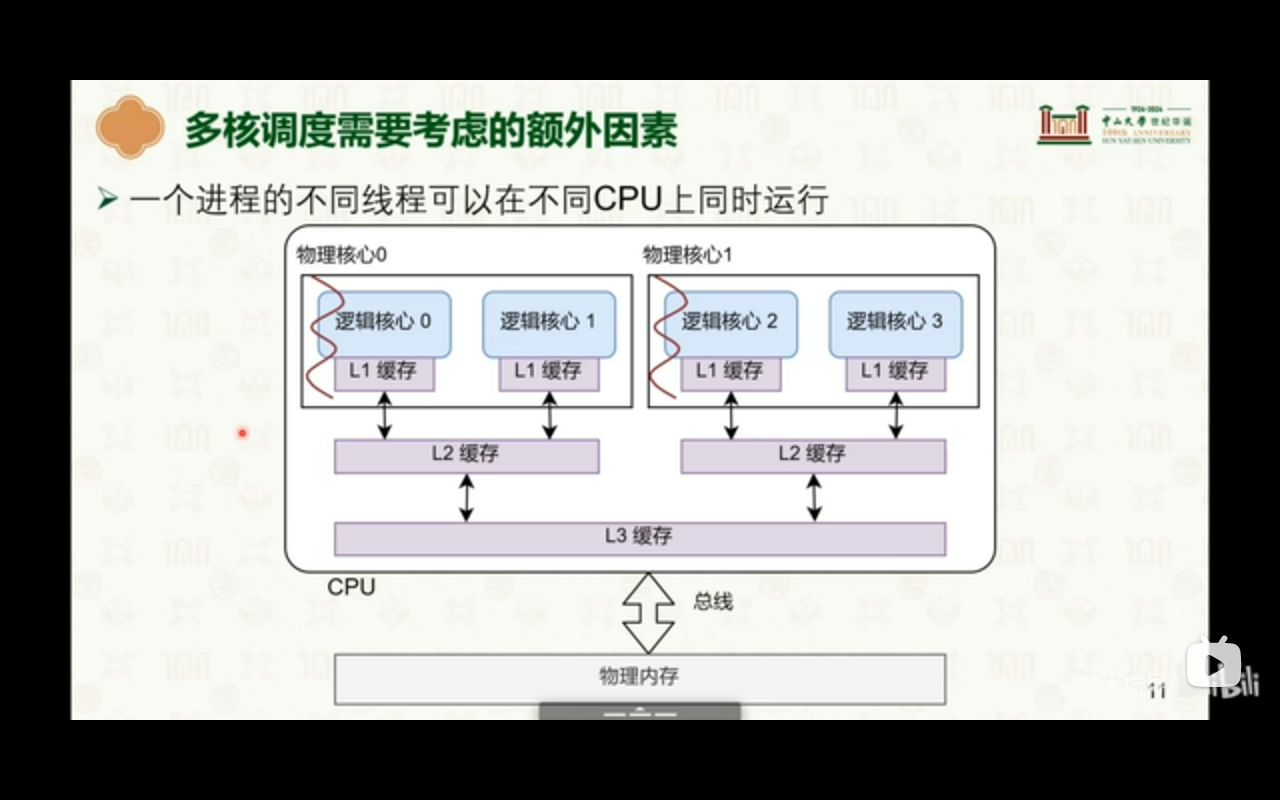 多核调度需要考虑的额外因素
1924-2024
中山大学 世纪华诞
100th ANNIVERSARY
SUN YAT-SEN UNIVERSITY
一个进程的不同线程可以在不同CPU上同时运行
物理核心0
物理核心1
逻辑核心 0
逻辑核心 1
逻辑核心 2
逻辑核心 3
L1 缓存
L1 缓存
L1 缓存
L1 缓存
L2 缓存
L2 缓存
L3 缓存
CPU
总线
物理内存
11